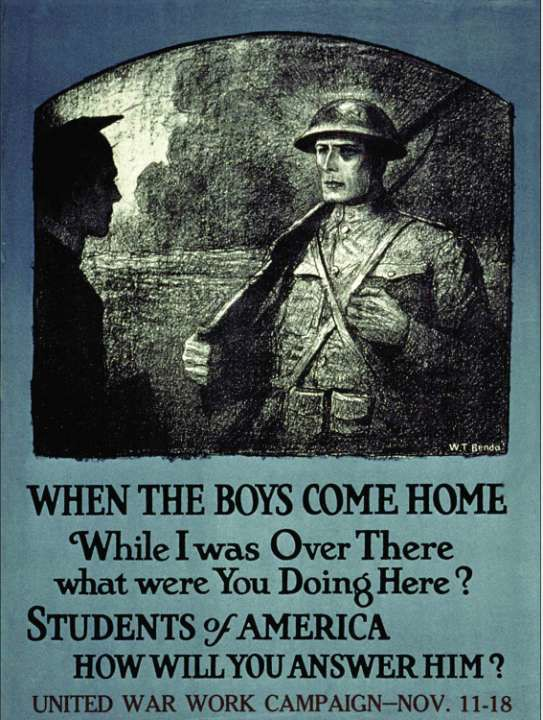 W.T. Benda
WHEN THE BOYS COME HOME
While I was Over There
what were You Doing Here?
STUDENTS of AMERICA
HOW WILL YOU ANSWER HIM?
UNITED WAR WORK CAMPAIGN—NOV. 11-18